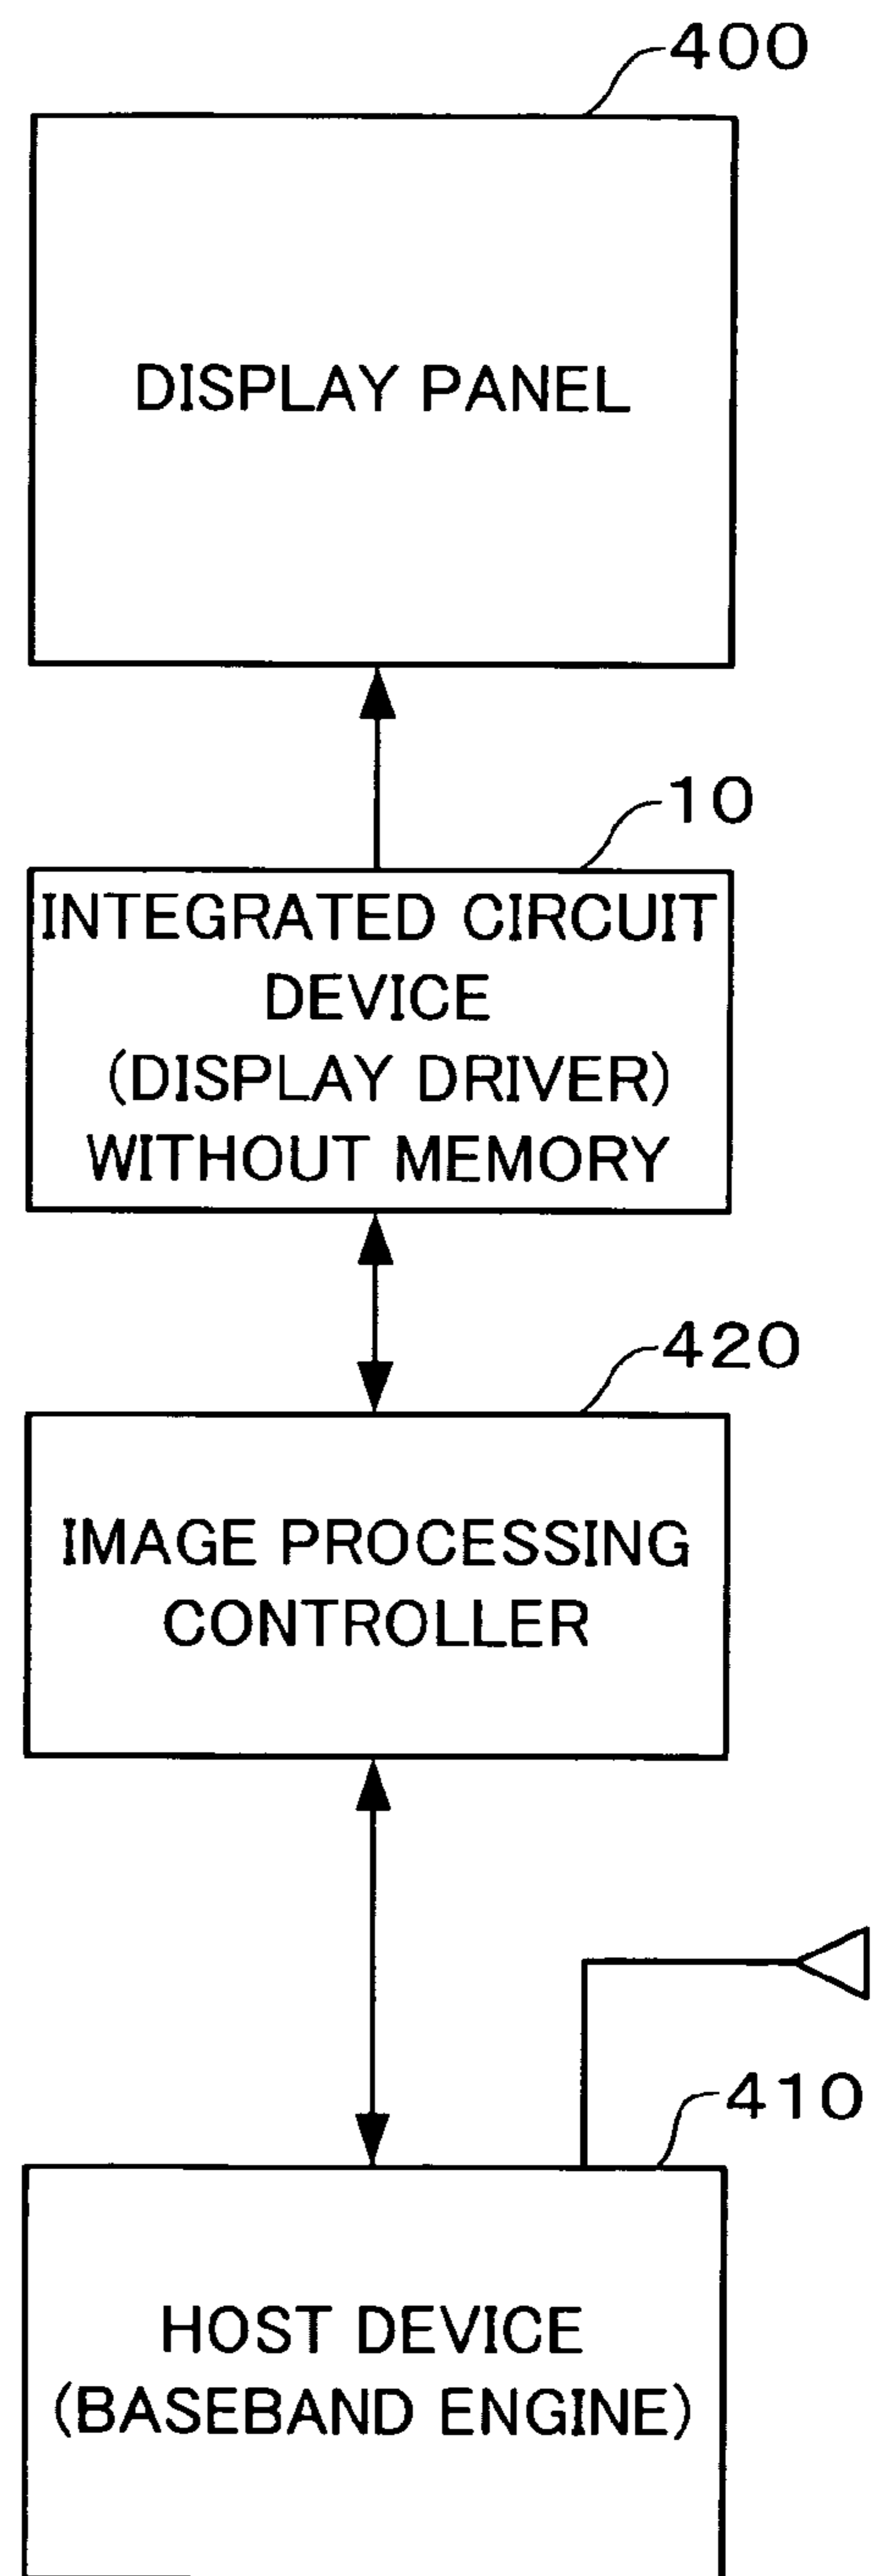 400
DISPLAY PANEL
10
INTEGRATED CIRCUIT
DEVICE
(DISPLAY DRIVER)
WITHOUT MEMORY
420
IMAGE PROCESSING
CONTROLLER
410
HOST DEVICE
(BASEBAND ENGINE)